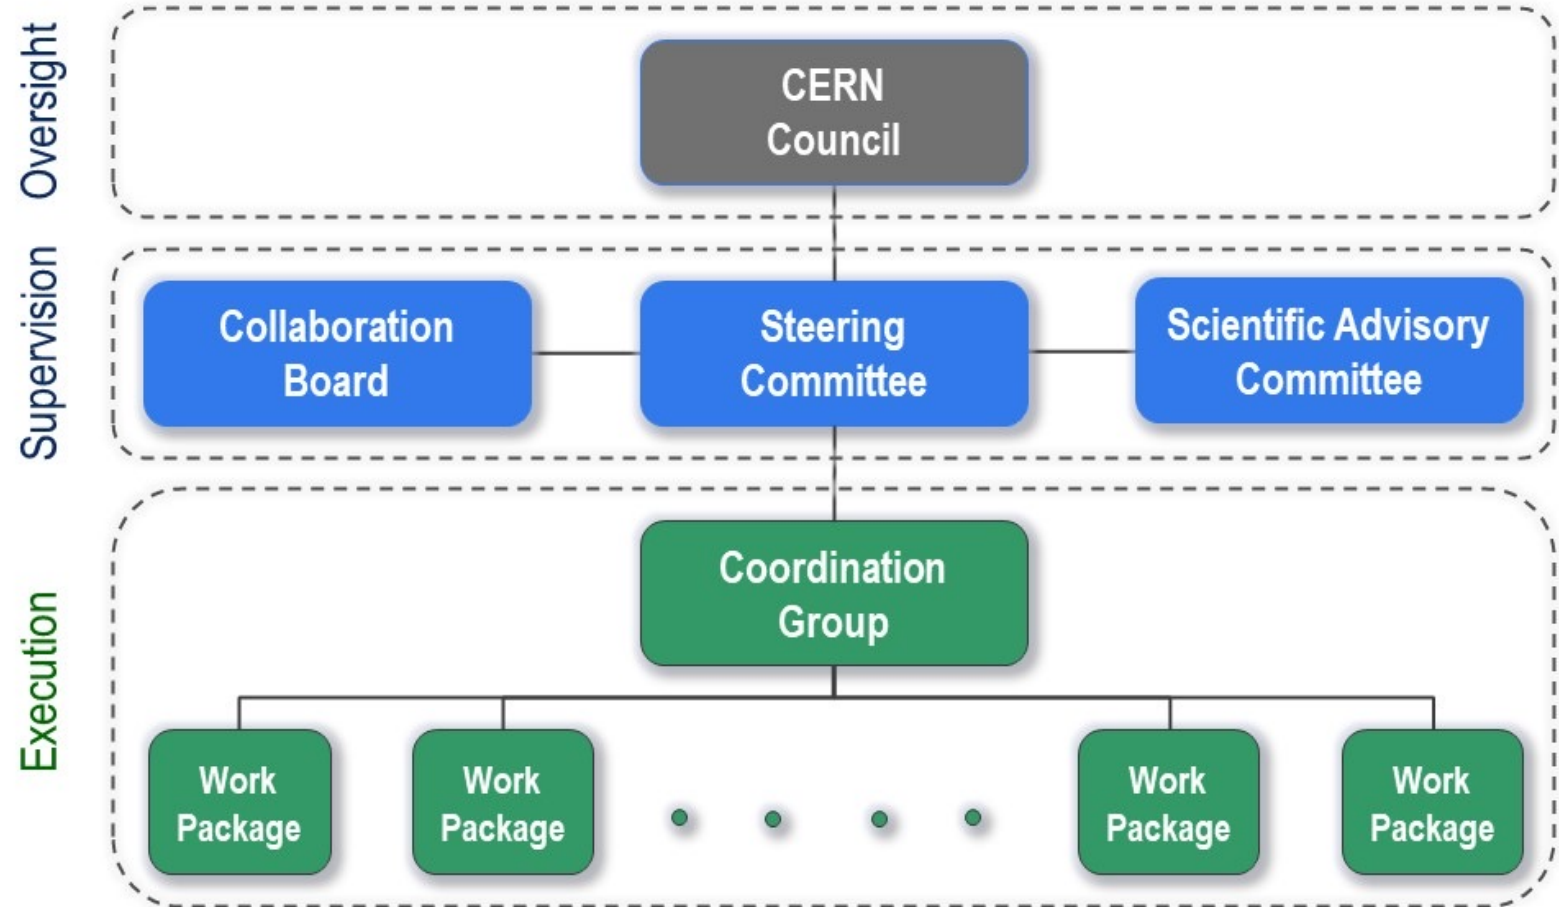 Oversight
CERN
Council
Supervision
Collaboration
Board
Steering
Committee
Scientific Advisory
Committee
Execution
Coordination
Group
Work
Package
Work
Package
Work
Package
Work
Package